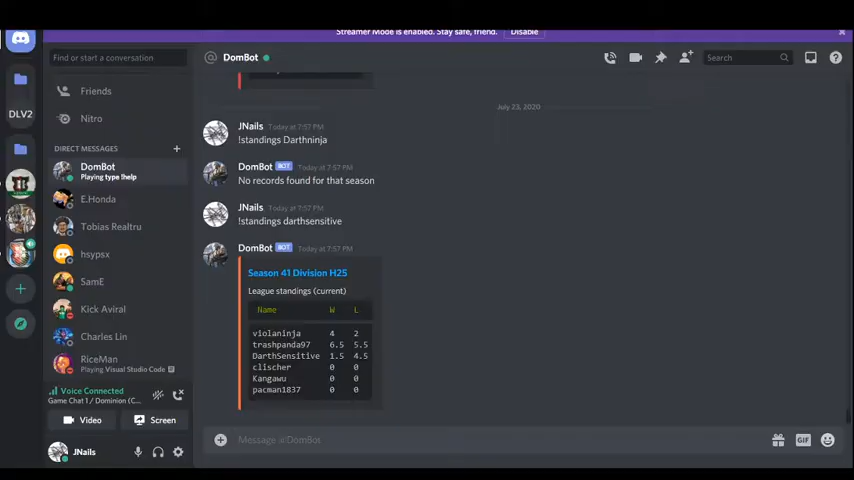 Streamer Mode is enabled. Stay safe, friend. Disable
Find or start a conversation
@ DomBot
Search
Friends
Nitro
DIRECT MESSAGES
DomBot
Playing type !help
E.Honda
Tobias Realtru
hsypsx
SamE
Kick Aviral
Charles Lin
RiceMan
Playing Visual Studio Code
Voice Connected
Game Chat 1 / Dominion (C...
Video
Screen
JNails
DLV2
July 23, 2020
JNails Today at 7:57 PM
!standings Darthninja
DomBot BOT Today at 7:57 PM
No records found for that season
JNails Today at 7:57 PM
!standings darthsensitive
DomBot BOT Today at 7:57 PM
Season 41 Division H25
League standings (current)
Name W L
violaninja 4 2
trashpanda97 6.5 5.5
DarthSensitive 1.5 4.5
clischer 0 0
Kangawu 0 0
pacman1837 0 0
Message @DomBot
GIF